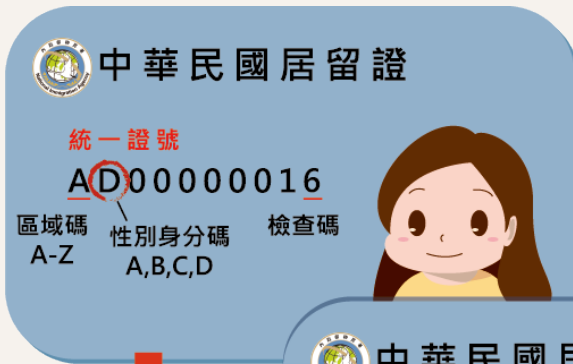 中華民國居留證
統一證號
AD00000016
區域碼
A-Z
性別身分碼
A,B,C,D
檢查碼
中華民國